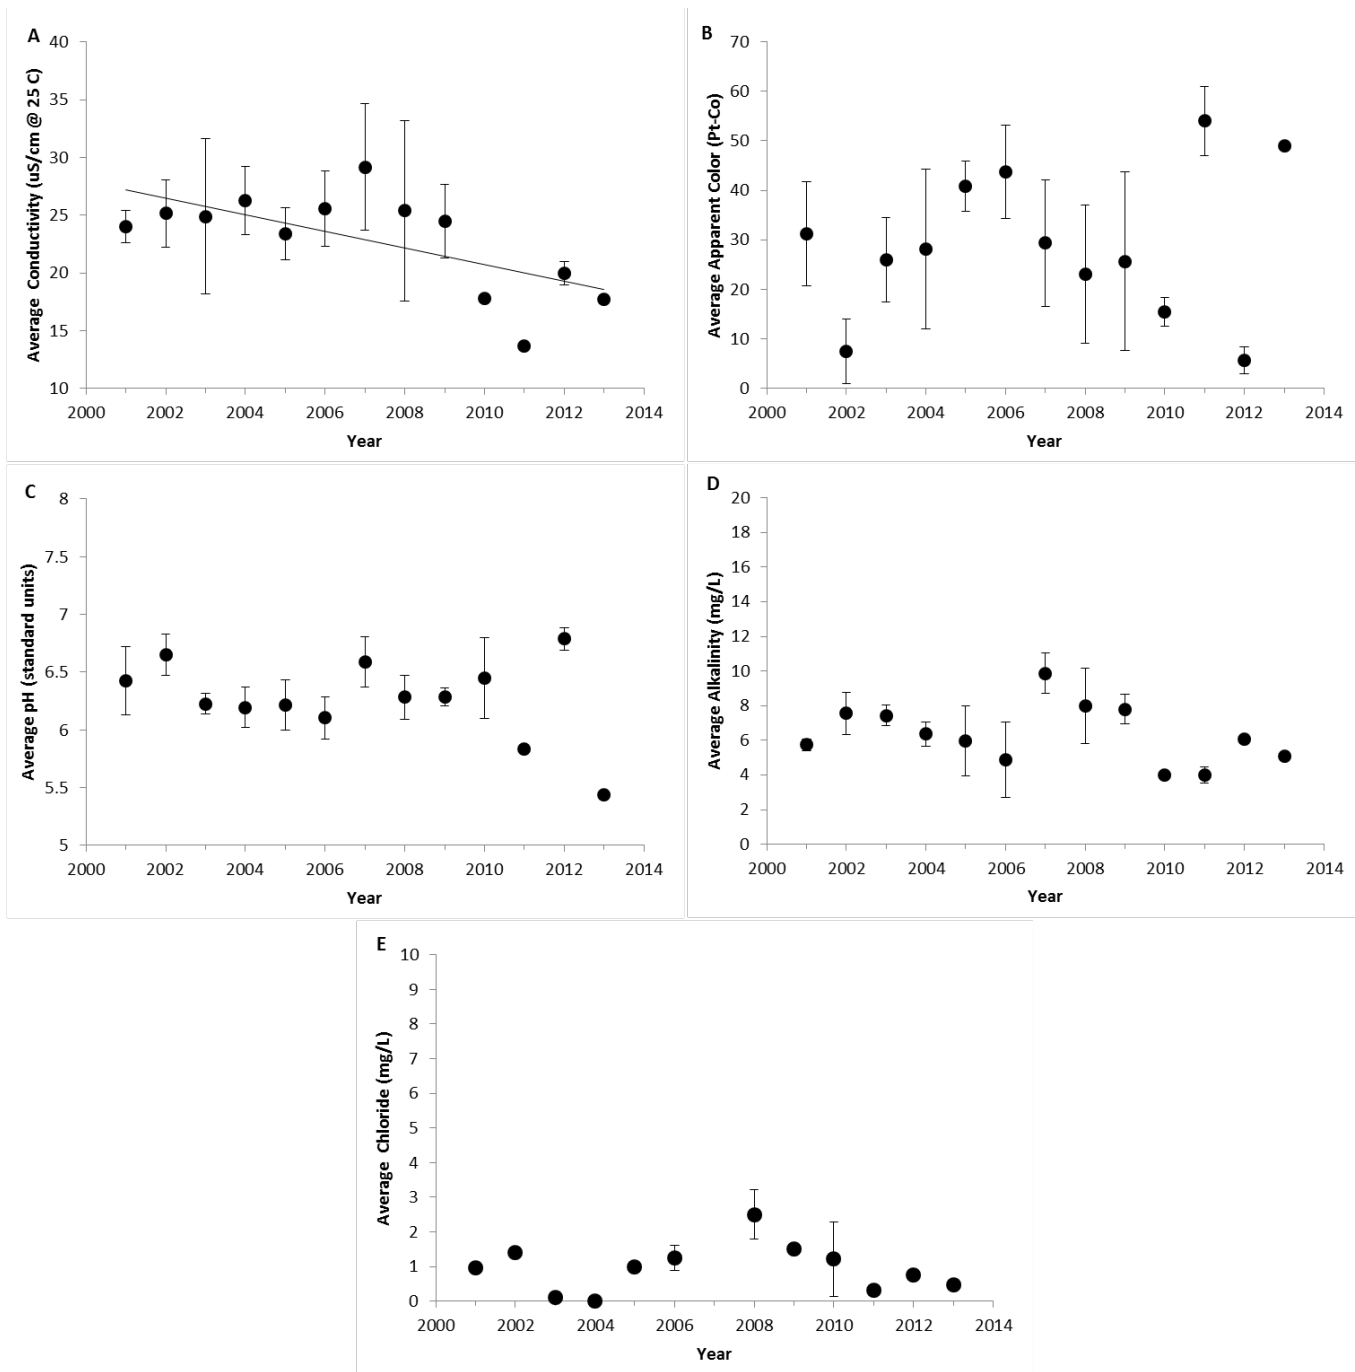 A
Average Conductivity (uS/cm @ 25 C)
40
35
30
25
20
15
10
2000 2002 2004 2006 2008 2010 2012 2014
Year
B
Average Apparent Color (Pt-Co)
70
60
50
40
30
20
10
0
2000 2002 2004 2006 2008 2010 2012 2014
Year
C
Average pH (standard units)
8
7.5
7
6.5
6
5.5
5
2000 2002 2004 2006 2008 2010 2012 2014
Year
D
Average Alkalinity (mg/L)
20
18
16
14
12
10
8
6
4
2
0
2000 2002 2004 2006 2008 2010 2012 2014
Year
E
Average Chloride (mg/L)
10
9
8
7
6
5
4
3
2
1
0
2000 2002 2004 2006 2008 2010 2012 2014
Year